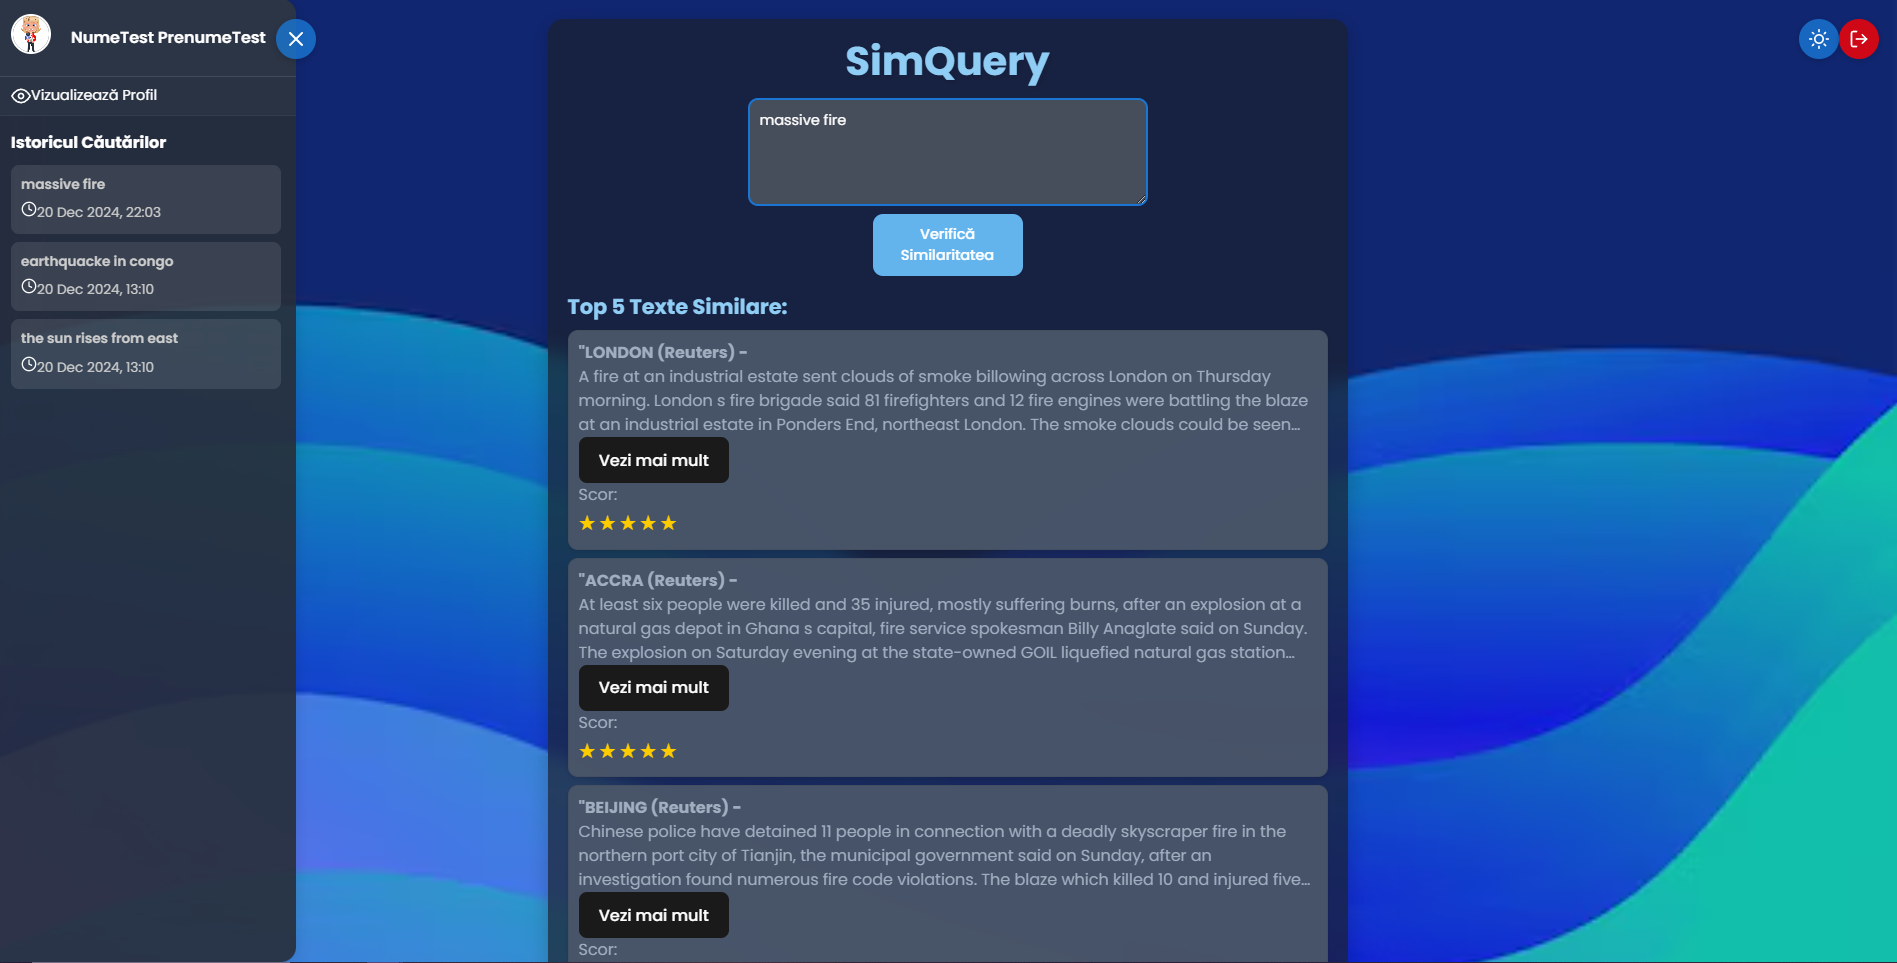 NumeTest PrenumeTest
Vizualizează Profil
Istoricul Căutărilor
massive fire
20 Dec 2024, 22:03
earthquacke in congo
20 Dec 2024, 13:10
the sun rises from east
20 Dec 2024, 13:10
SimQuery
massive fire
Verifică
Similaritatea
Top 5 Texte Similare:
"LONDON (Reuters) -
A fire at an industrial estate sent clouds of smoke billowing across London on Thursday
morning. London s fire brigade said 81 firefighters and 12 fire engines were battling the blaze
at an industrial estate in Ponders End, northeast London. The smoke clouds could be seen...
Vezi mai mult
Scor:
★★★★★
"ACCRA (Reuters) -
At least six people were killed and 35 injured, mostly suffering burns, after an explosion at a
natural gas depot in Ghana s capital, fire service spokesman Billy Anaglate said on Sunday.
The explosion on Saturday evening at the state-owned GOIL liquefied natural gas station...
Vezi mai mult
Scor:
★★★★★
"BEIJING (Reuters) -
Chinese police have detained 11 people in connection with a deadly skyscraper fire in the
northern port city of Tianjin, the municipal government said on Sunday, after an
investigation found numerous fire code violations. The blaze which killed 10 and injured five...
Vezi mai mult
Scor: